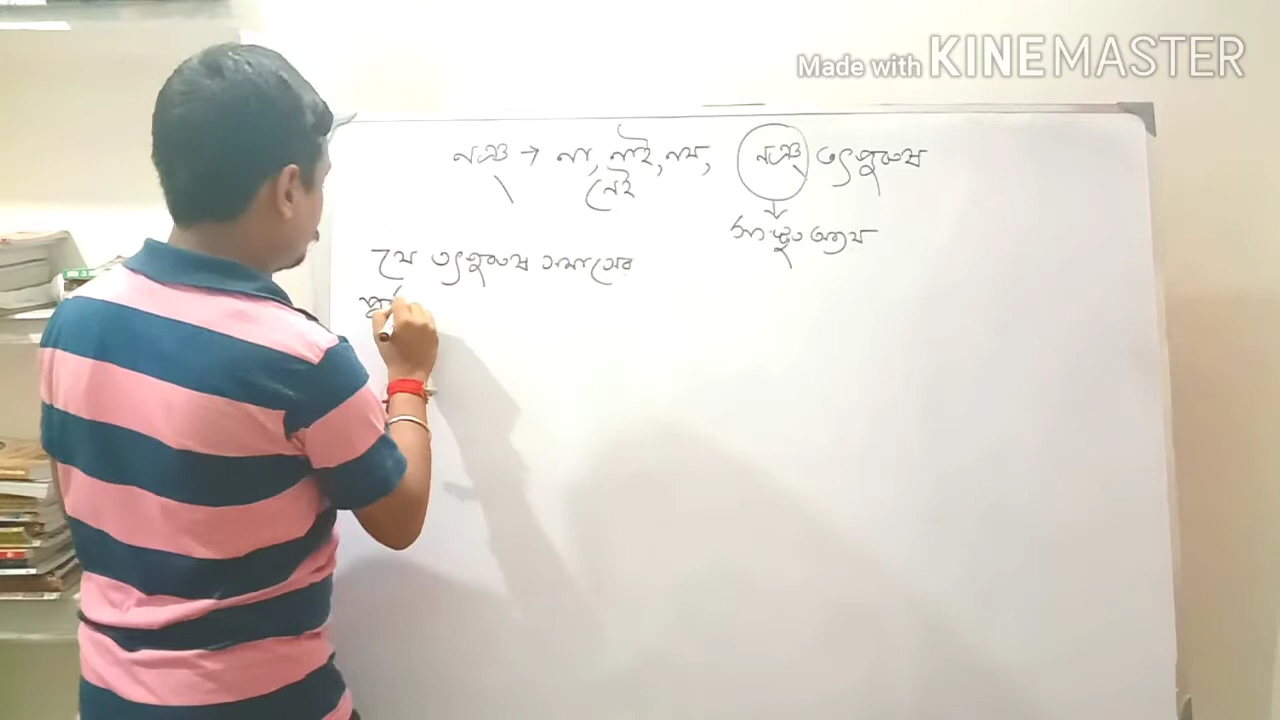 Made with KINEMASTER
নঞ্ → না, নাই, নয়, নঞ্ তৎপুরুষ
নেই
↓
সংস্কৃত অব্যয়
যে তৎপুরুষ সমাসের
পূর্ব